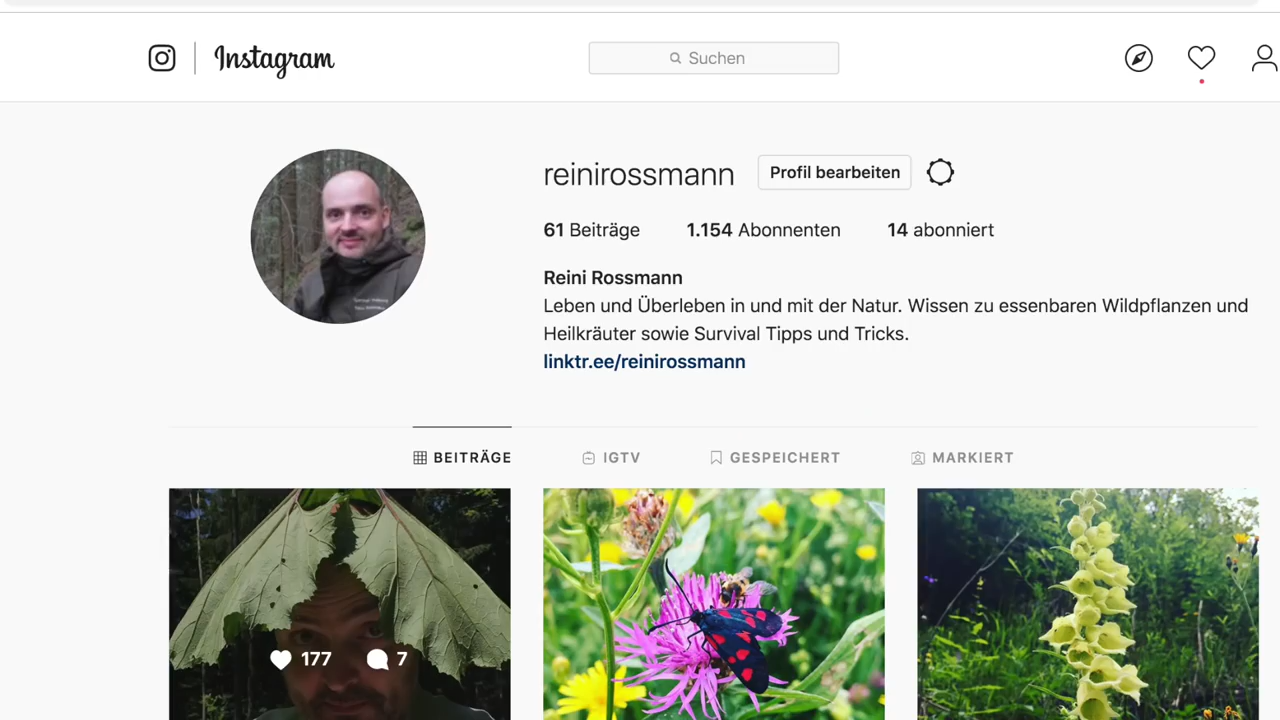 Instagram
Suchen
reinirossmann Profil bearbeiten
61 Beiträge 1.154 Abonnenten 14 abonniert
Reini Rossmann
Leben und Überleben in und mit der Natur. Wissen zu essenbaren Wildpflanzen und
Heilkräuter sowie Survival Tipps und Tricks.
linktr.ee/reinirossmann
BEITRÄGE IGTV GESPEICHERT MARKIERT
177 7